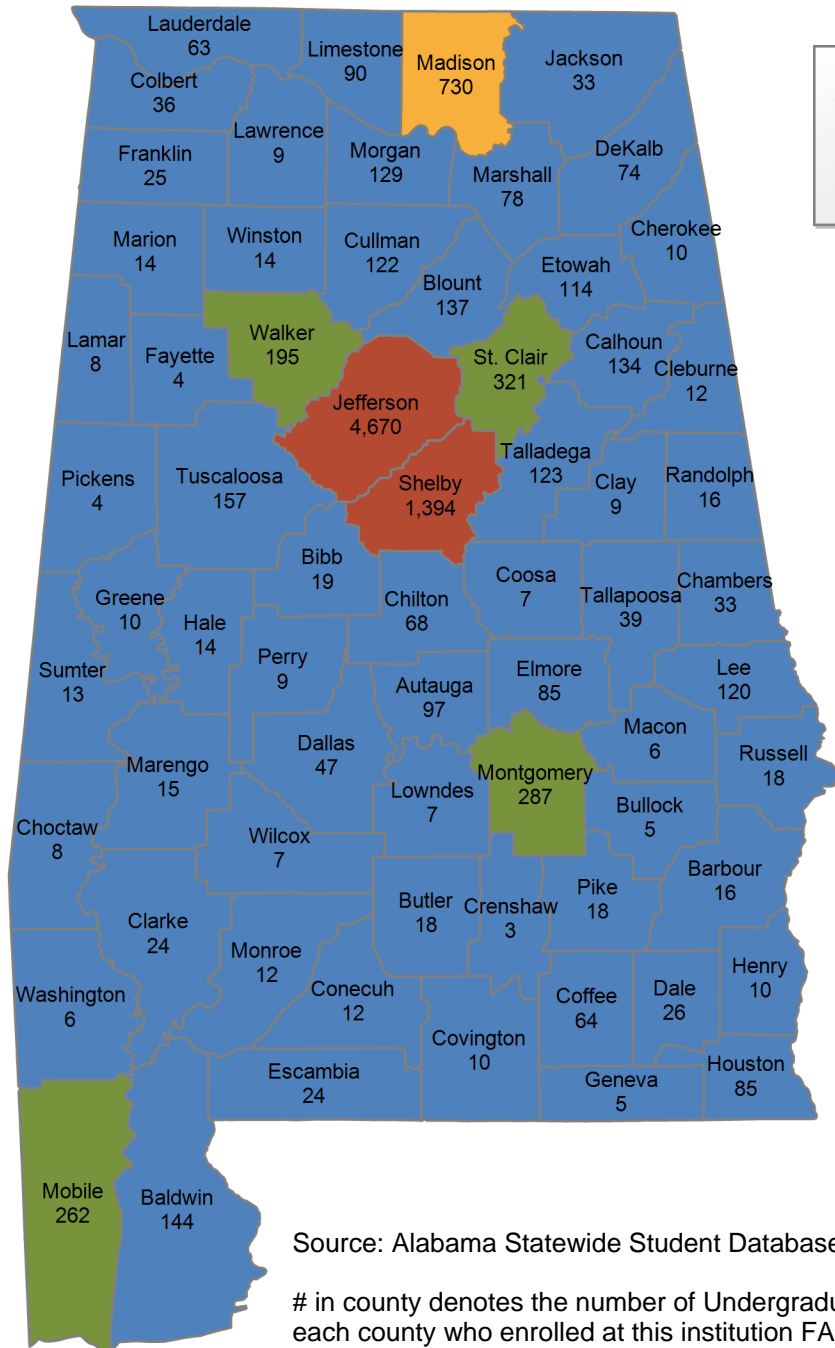 Lauderdale
63
Limestone
90
Madison
730
Jackson
33
Colbert
36
Lawrence
9
Franklin
25
Morgan
129
Marshall
78
DeKalb
74
Cherokee
10
Marion
14
Winston
14
Cullman
122
Blount
137
Etowah
114
Lamar
8
Fayette
4
Walker
195
St. Clair
321
Calhoun
134
Cleburne
12
Jefferson
4,670
Shelby
1,394
Talladega
123
Clay
9
Randolph
16
Pickens
4
Tuscaloosa
157
Bibb
19
Chilton
68
Coosa
7
Tallapoosa
39
Chambers
33
Greene
10
Hale
14
Perry
9
Sumter
13
Autauga
97
Elmore
85
Lee
120
Macon
6
Russell
18
Marengo
15
Dallas
47
Lowndes
7
Montgomery
287
Bullock
5
Choctaw
8
Wilcox
7
Clarke
24
Butler
18
Crenshaw
3
Pike
18
Barbour
16
Monroe
12
Conecuh
12
Washington
6
Covington
10
Coffee
64
Dale
26
Henry
10
Escambia
24
Geneva
5
Houston
85
Mobile
262
Baldwin
144
Source: Alabama Statewide Student Database
# in county denotes the number of Undergradu
each county who enrolled at this institution FA